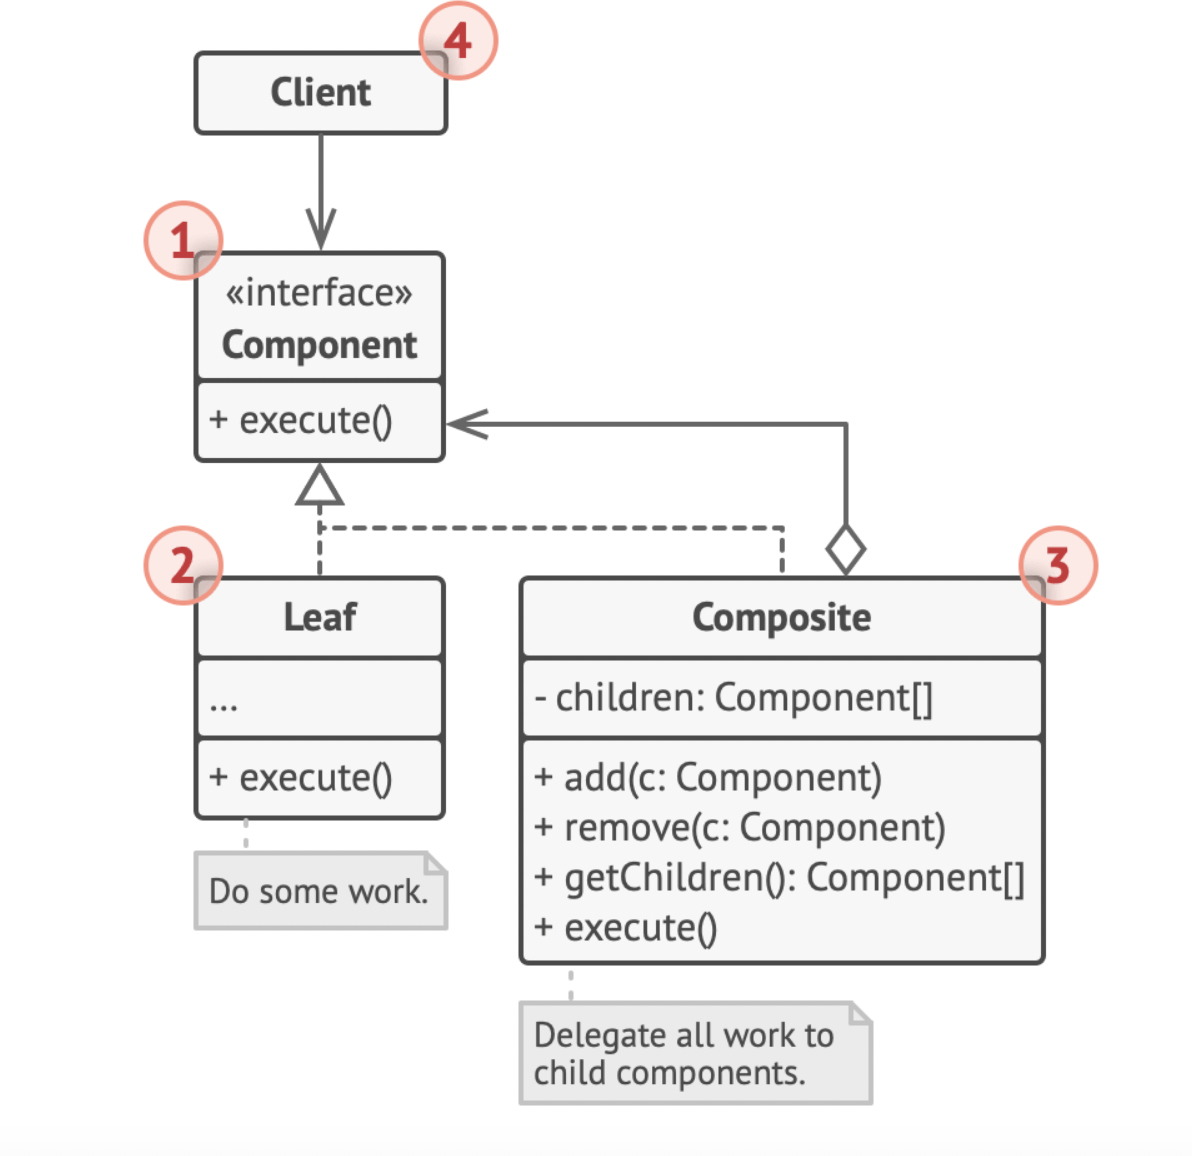 4
Client
1
«interface»
Component
+ execute()
2
Leaf
...
+ execute()
Do some work.
3
Composite
- children: Component[]
+ add(c: Component)
+ remove(c: Component)
+ getChildren(): Component[]
+ execute()
Delegate all work to
child components.